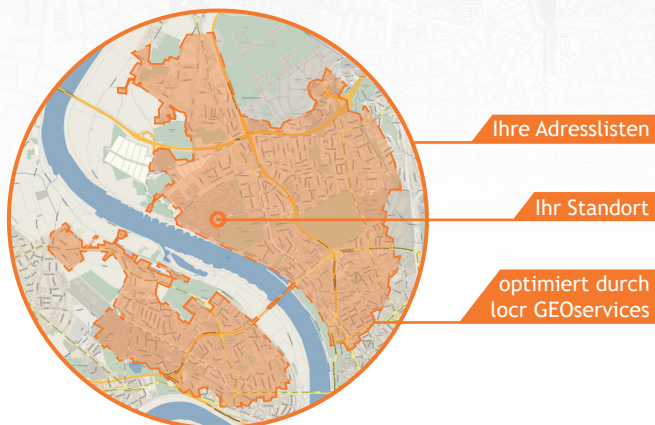 Ihre Adresslisten
Ihr Standort
optimiert durch
locr GEOservices